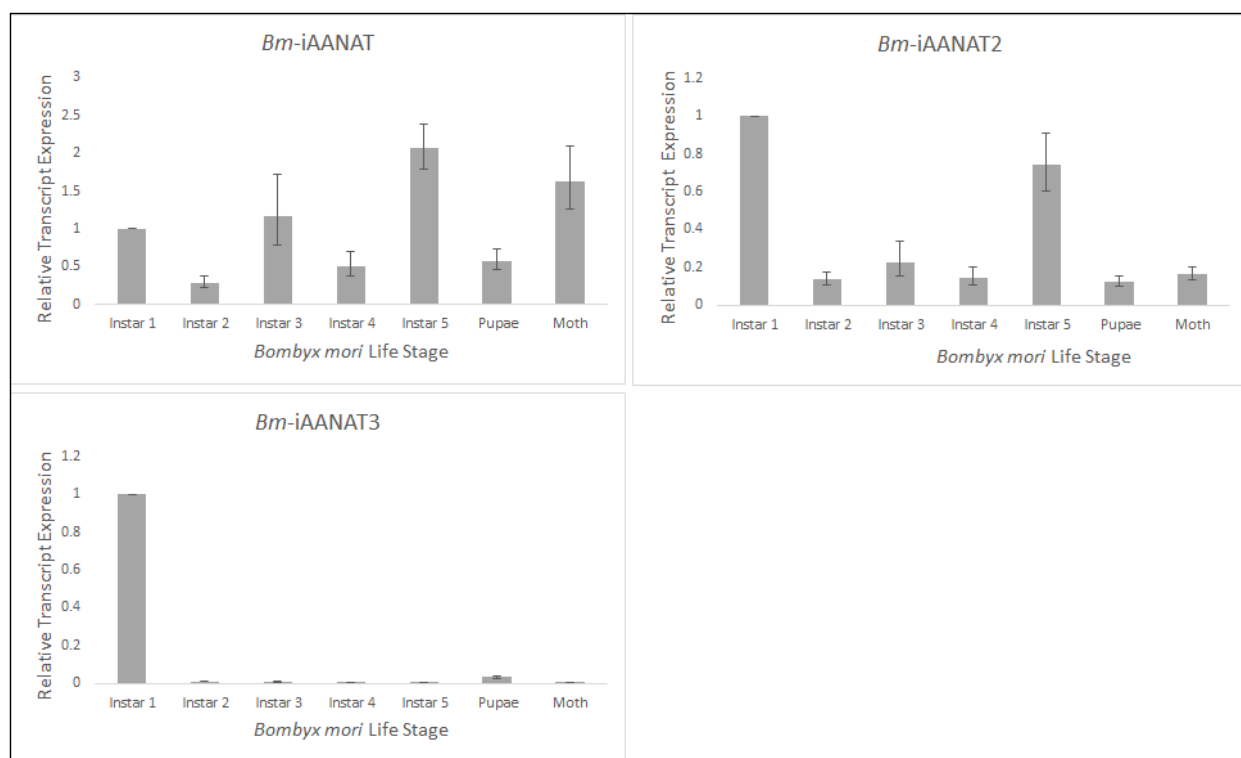 Bm-iAANAT
Relative Transcript Expression
3
2.5
2
1.5
1
0.5
0
Instar 1 Instar 2 Instar 3 Instar 4 Instar 5 Pupae Moth
Bombyx mori Life Stage
Bm-iAANAT2
Relative Transcript Expression
1.2
1
0.8
0.6
0.4
0.2
0
Instar 1 Instar 2 Instar 3 Instar 4 Instar 5 Pupae Moth
Bombyx mori Life Stage
Bm-iAANAT3
Relative Transcript Expression
1.2
1
0.8
0.6
0.4
0.2
0
Instar 1 Instar 2 Instar 3 Instar 4 Instar 5 Pupae Moth
Bombyx mori Life Stage